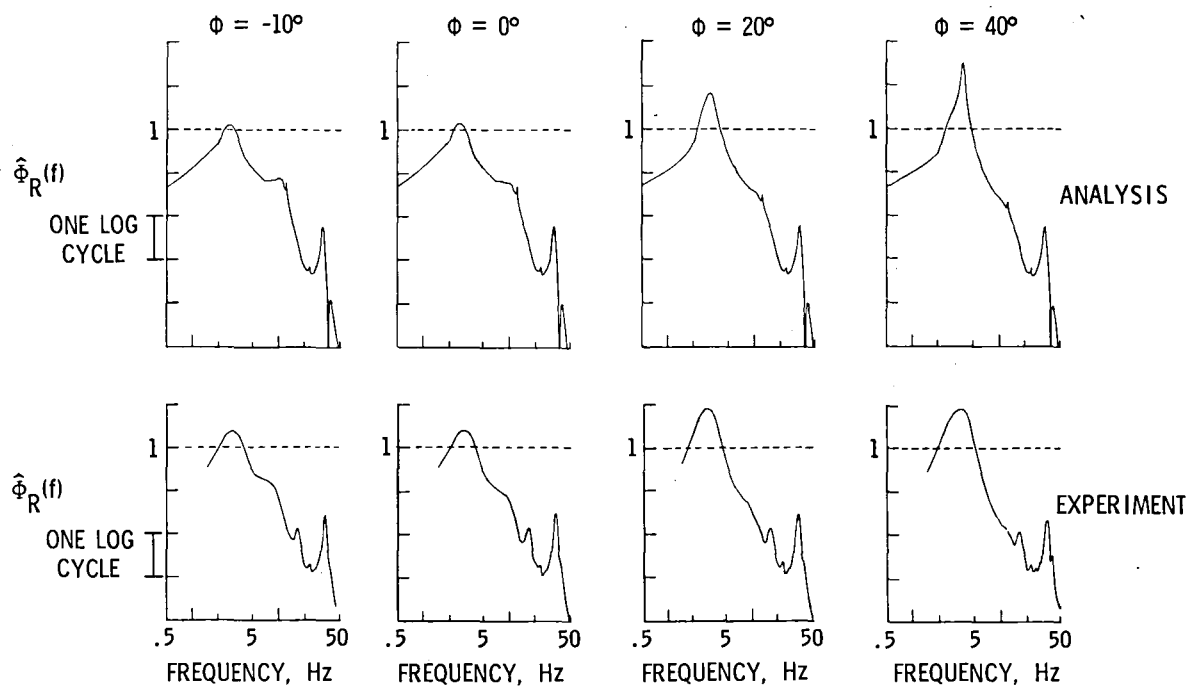 Φ = -10° Φ = 0° Φ = 20° Φ = 40°
1 1 1 1
Φ̂_R(f)
ANALYSIS
ONE LOG
CYCLE
1 1 1 1
Φ̂_R(f)
EXPERIMENT
ONE LOG
CYCLE
.5 5 50 .5 5 50 .5 5 50 .5 5 50
FREQUENCY, Hz FREQUENCY, Hz FREQUENCY, Hz FREQUENCY, Hz